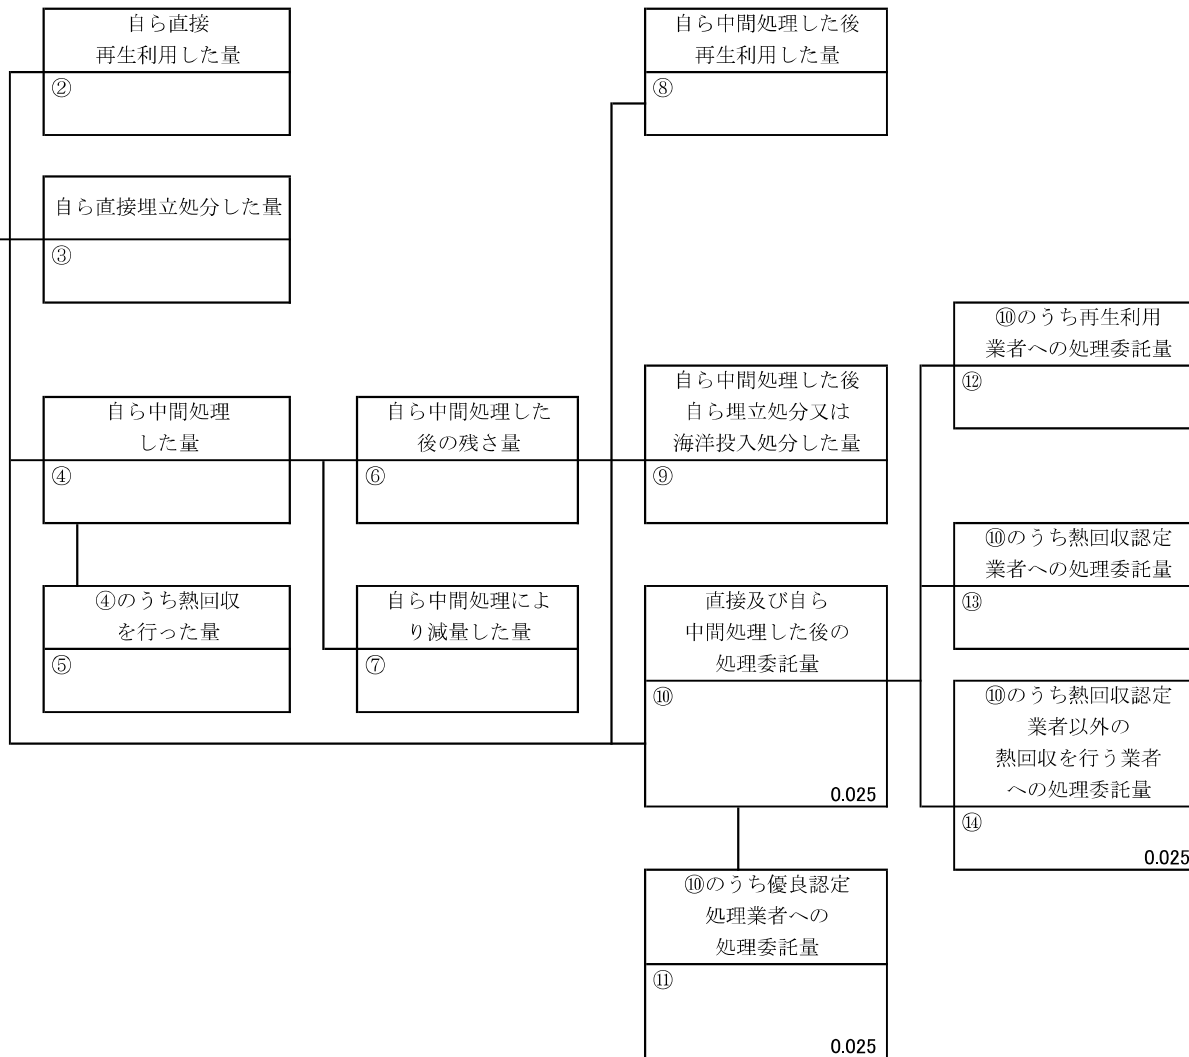 自ら直接
再生利用した量
②
自ら中間処理した後
再生利用した量
⑧
自ら直接埋立処分した量
③
⑩のうち再生利用
業者への処理委託量
⑫
自ら中間処理
した量
④
自ら中間処理した
後の残さ量
⑥
自ら中間処理した後
自ら埋立処分又は
海洋投入処分した量
⑨
⑩のうち熱回収認定
業者への処理委託量
⑬
④のうち熱回収
を行った量
⑤
自ら中間処理によ
り減量した量
⑦
直接及び自ら
中間処理した後の
処理委託量
⑩
0.025
⑩のうち熱回収認定
業者以外の
熱回収を行う業者
への処理委託量
⑭
0.025
⑩のうち優良認定
処理業者への
処理委託量
⑪
0.025